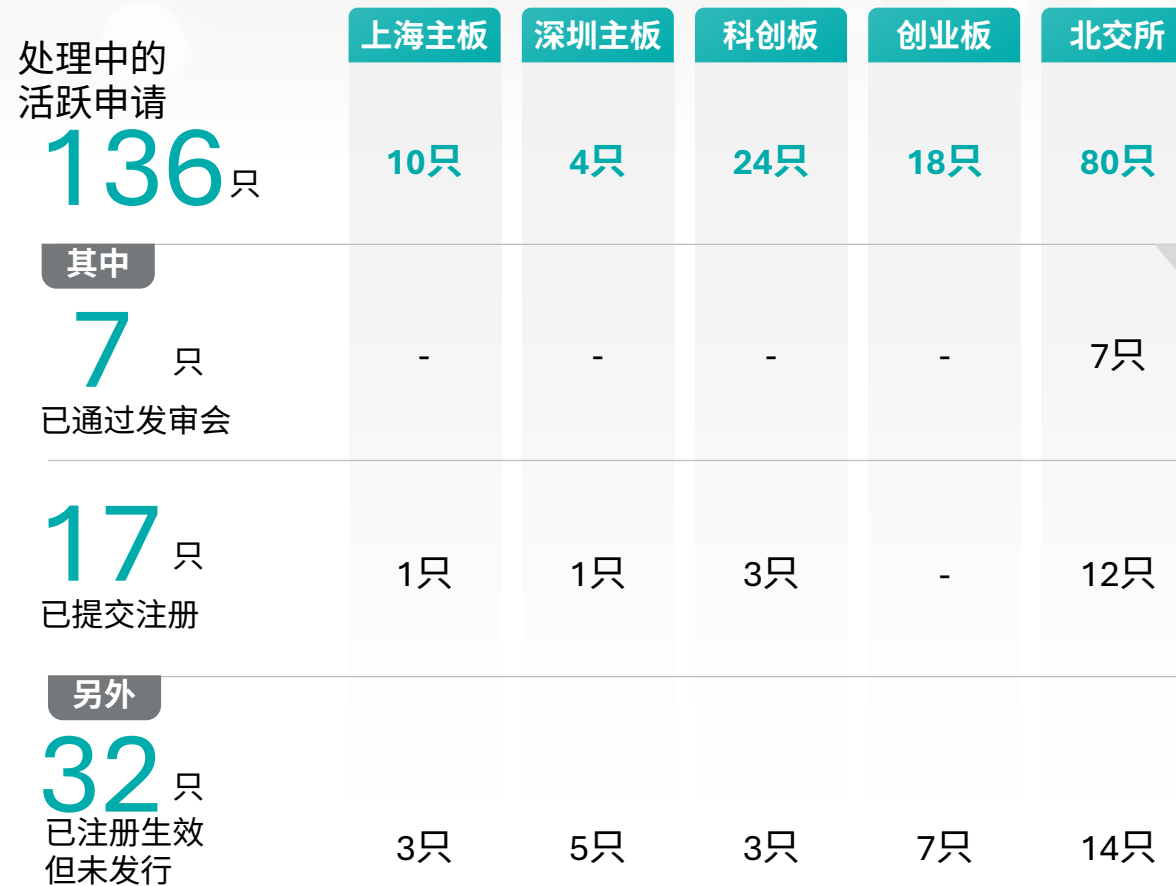 上海主板 深圳主板 科创板 创业板 北交所
处理中的
活跃申请
136只 10只 4只 24只 18只 80只
其中
7只 - - - - 7只
已通过发审会
17只 1只 1只 3只 - 12只
已提交注册
另外
32只
已注册生效
但未发行 3只 5只 3只 7只 14只